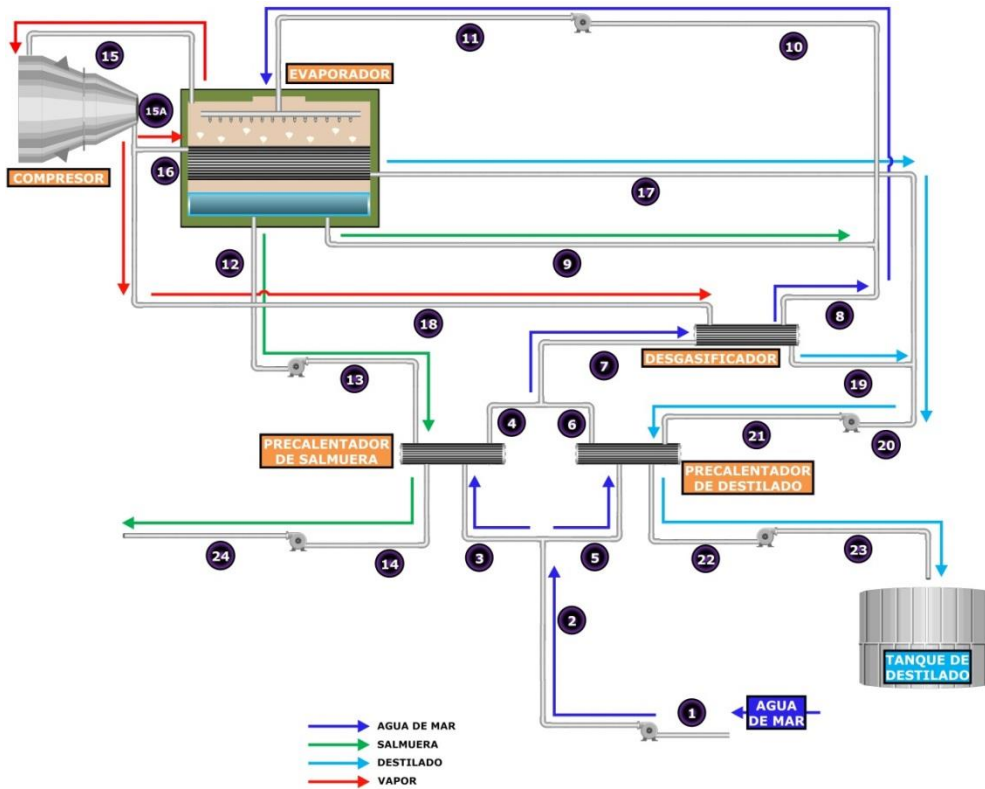 15
11
10
EVAPORADOR
15A
COMPRESOR
16
17
12
9
18
8
DESGASIFICADOR
7
13
19
4
6
21
20
PRECALENTADOR
DE SALMUERA
PRECALENTADOR
DE DESTILADO
24
14
3
5
22
23
2
TANQUE DE
DESTILADO
1
AGUA
DE MAR
AGUA DE MAR
SALMUERA
DESTILADO
VAPOR